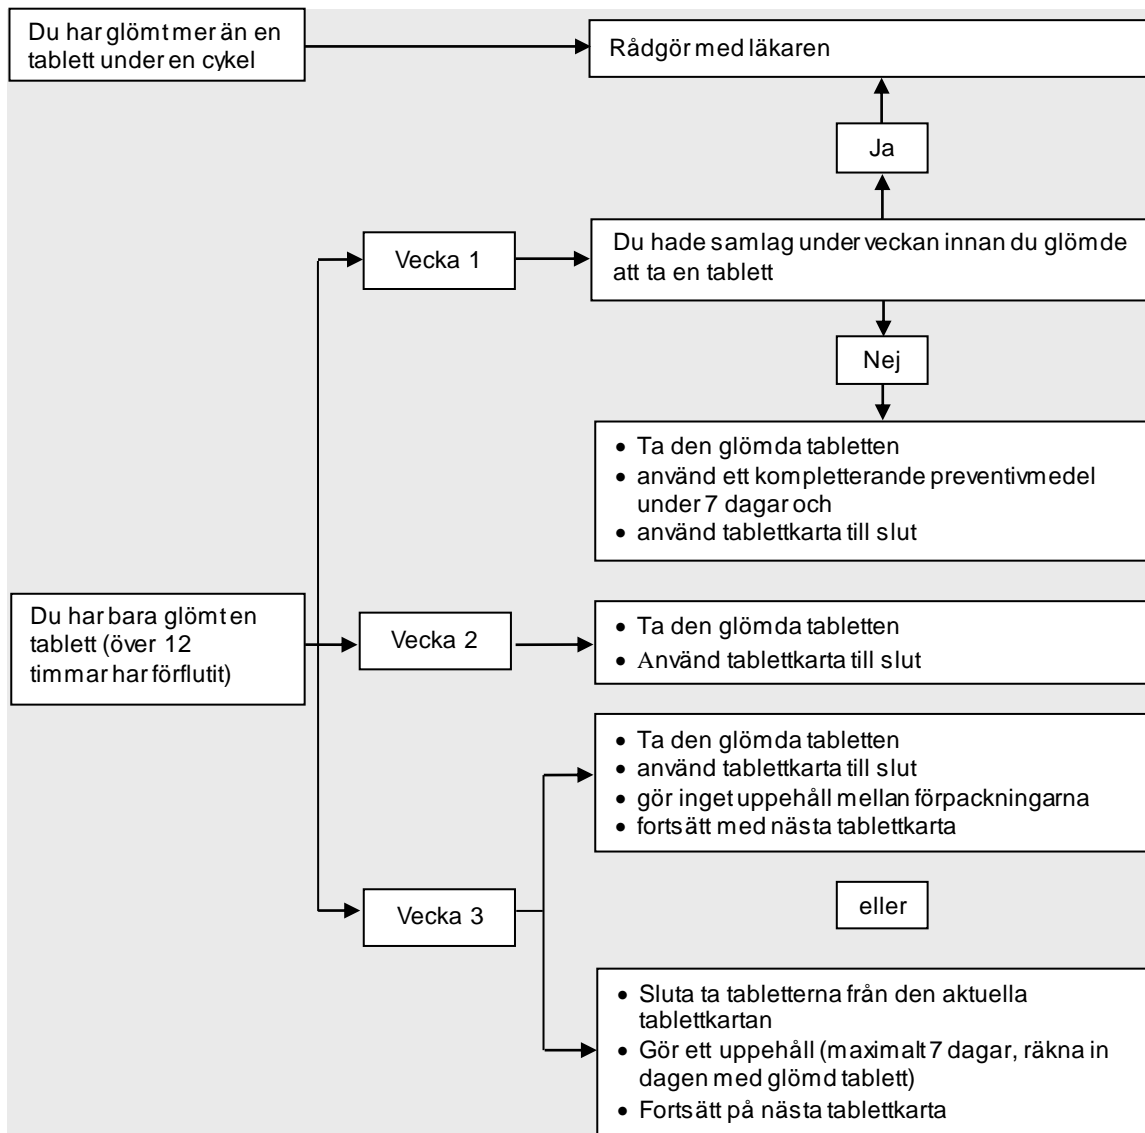 Du har glömt mer än en
tablett under en cykel
Rådgör med läkaren
Ja
Vecka 1
Du hade samlag under veckan innan du glömde
att ta en tablett
Nej
• Ta den glömda tabletten
• använd ett kompletterande preventivmedel
under 7 dagar och
• använd tablettkarta till slut
Du har bara glömt en
tablett (över 12
timmar har förflutit)
Vecka 2
• Ta den glömda tabletten
• Använd tablettkarta till slut
• Ta den glömda tabletten
• använd tablettkarta till slut
• gör inget uppehåll mellan förpackningarna
• fortsätt med nästa tablettkarta
Vecka 3
eller
• Sluta ta tabletterna från den aktuella
tablettkartan
• Gör ett uppehåll (maximalt 7 dagar, räkna in
dagen med glömd tablett)
• Fortsätt på nästa tablettkarta